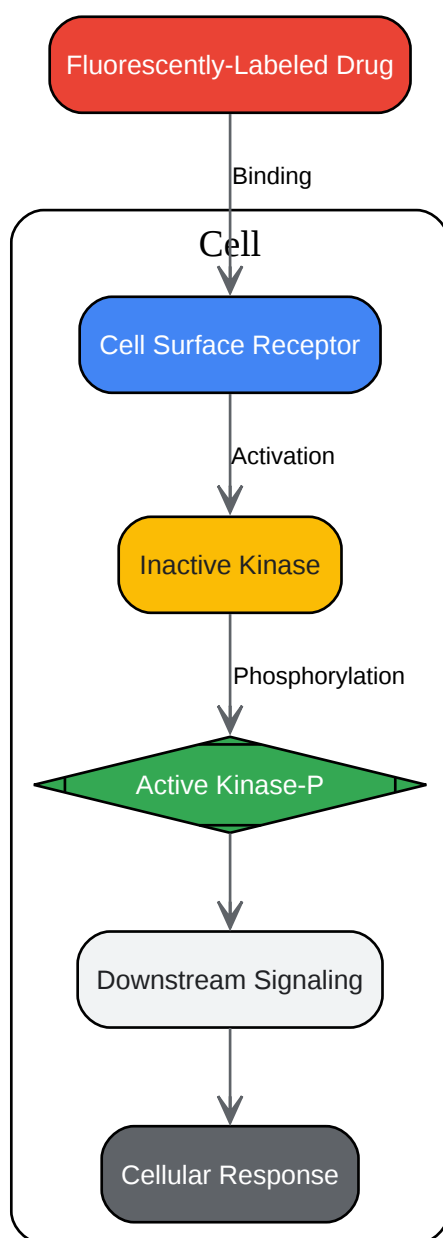 Fluorescently-Labeled Drug
Binding
Cell
Cell Surface Receptor
Activation
Inactive Kinase
Phosphorylation
Active Kinase-P
Downstream Signaling
Cellular Response